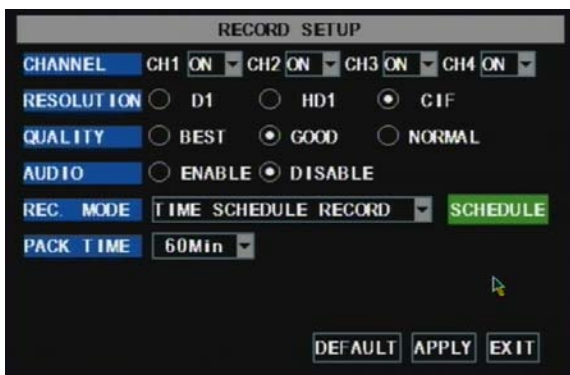 RECORD SETUP
CHANNEL CH1 ON CH2 ON CH3 ON CH4 ON
RESOLUTION D1 HD1 CIF
QUALITY BEST GOOD NORMAL
AUDIO ENABLE DISABLE
REC. MODE TIME SCHEDULE RECORD SCHEDULE
PACK TIME 60Min
DEFAULT APPLY EXIT